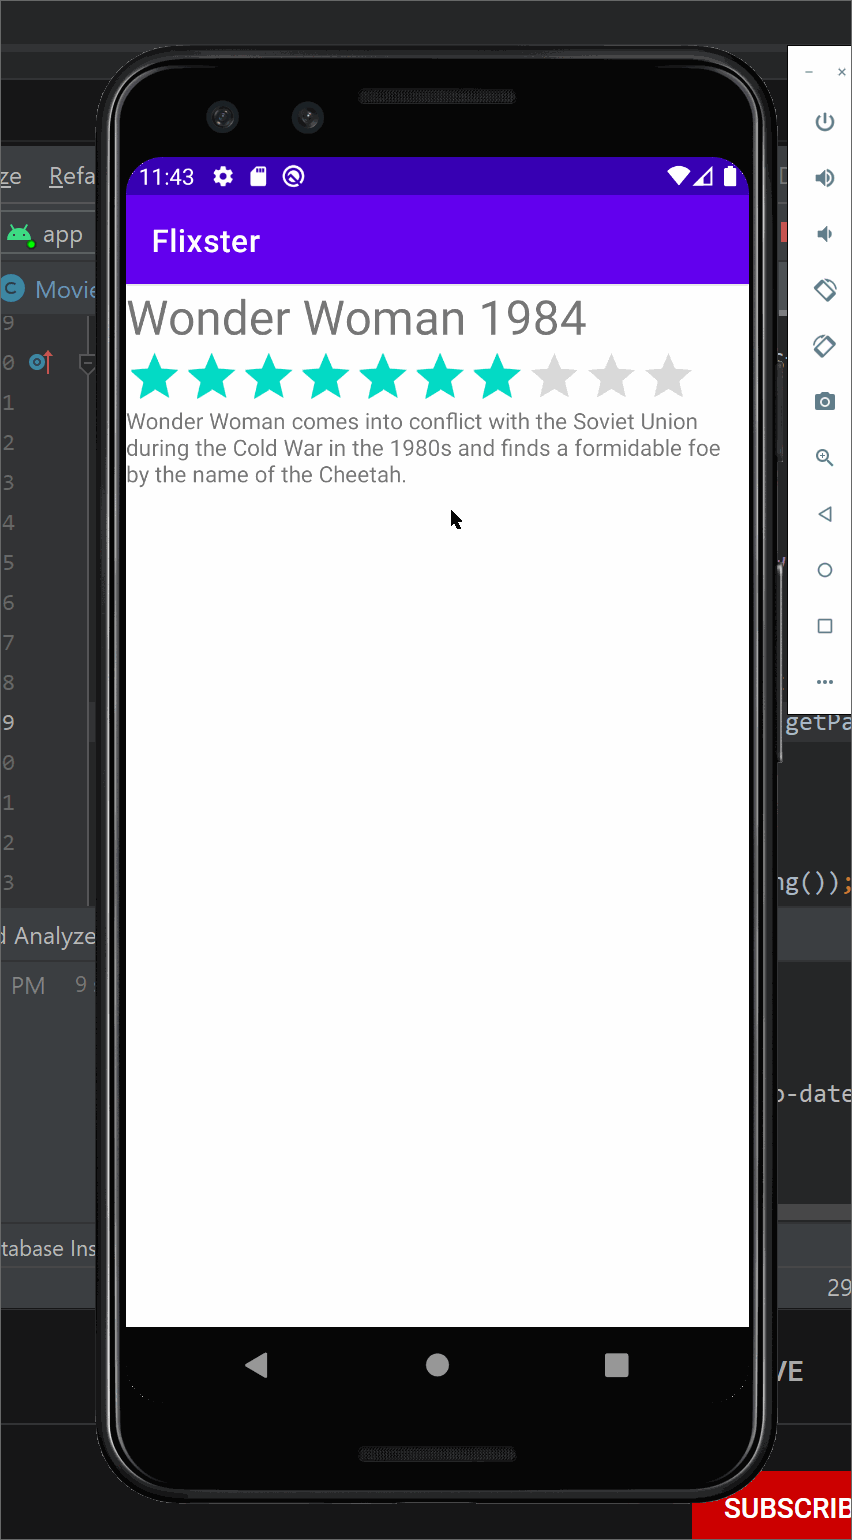 ze Refa
app
Movie
11:43
Flixster
Wonder Woman 1984
Wonder Woman comes into conflict with the Soviet Union
during the Cold War in the 1980s and finds a formidable foe
by the name of the Cheetah.
9
0
1
2
3
4
5
6
7
8
9
getPa
0
1
2
3
ng());
d Analyze
PM 9
o-date
tabase Ins
29
VE
SUBSCRIB